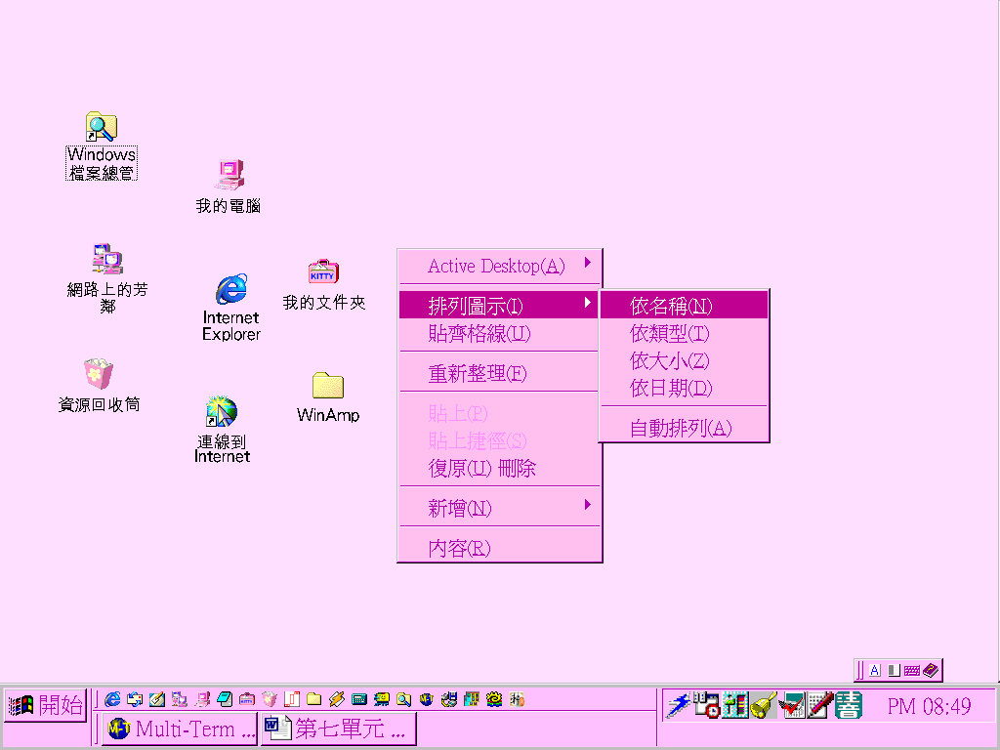 Windows
檔案總管
我的電腦
網路上的芳
鄰
Internet
Explorer
KITTY
我的文件夾
資源回收筒
連線到
Internet
WinAmp
Active Desktop(A)
排列圖示(I)
貼齊格線(U)
重新整理(E)
貼上(P)
貼上捷徑(S)
復原(U) 刪除
新增(N)
內容(R)
依名稱(N)
依類型(T)
依大小(Z)
依日期(D)
自動排列(A)
A
開始
Multi-Term ...
第七單元 ...
PM 08:49